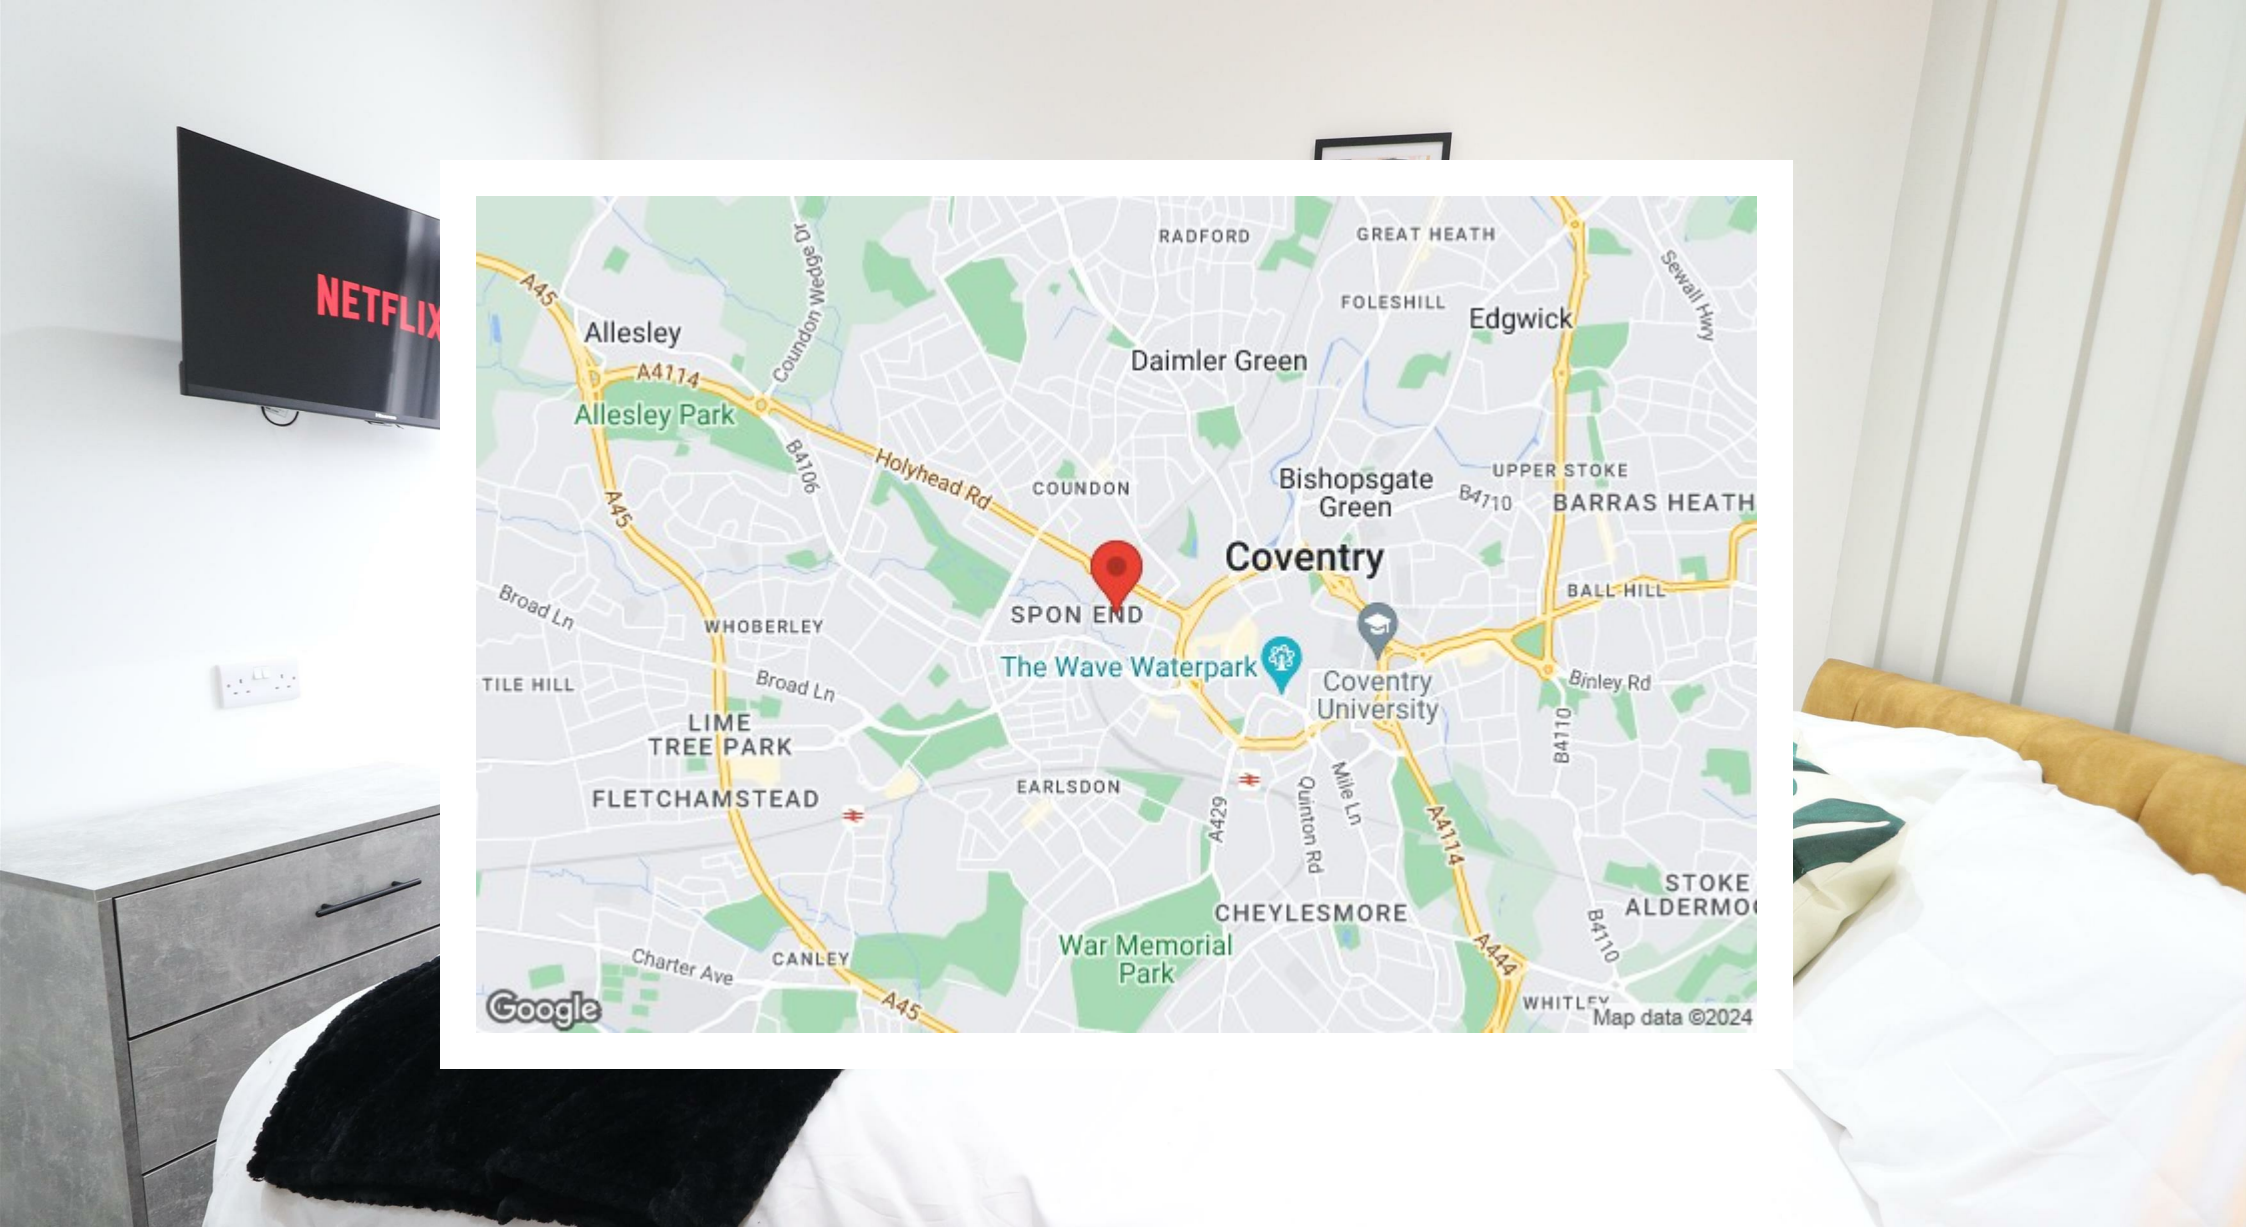 NETFLIX
RADFORD
GREAT HEATH
Sewall Hwy
Coundon Wedge Dr
A45
FOLESHILL
Edgwick
Allesley
Daimler Green
A4114
Allesley Park
B4106
Holyhead Rd
COUNDON
Bishopsgate
Green
UPPER STOKE
B4710
BARRAS HEATH
A45
Coventry
BALL HILL
Broad Ln
SPON END
WHOBERLEY
The Wave Waterpark
Coventry
University
TILE HILL
Broad Ln
Binley Rd
LIME
TREE PARK
B4110
FLETCHAMSTEAD
EARLSDON
A429
Quinton Rd
Mile Ln
A4114
STOKE
ALDERMO
CHEYLESMORE
War Memorial
Park
CANLEY
Charter Ave
A444
B4110
A45
WHITLEY
Google
Map data ©2024